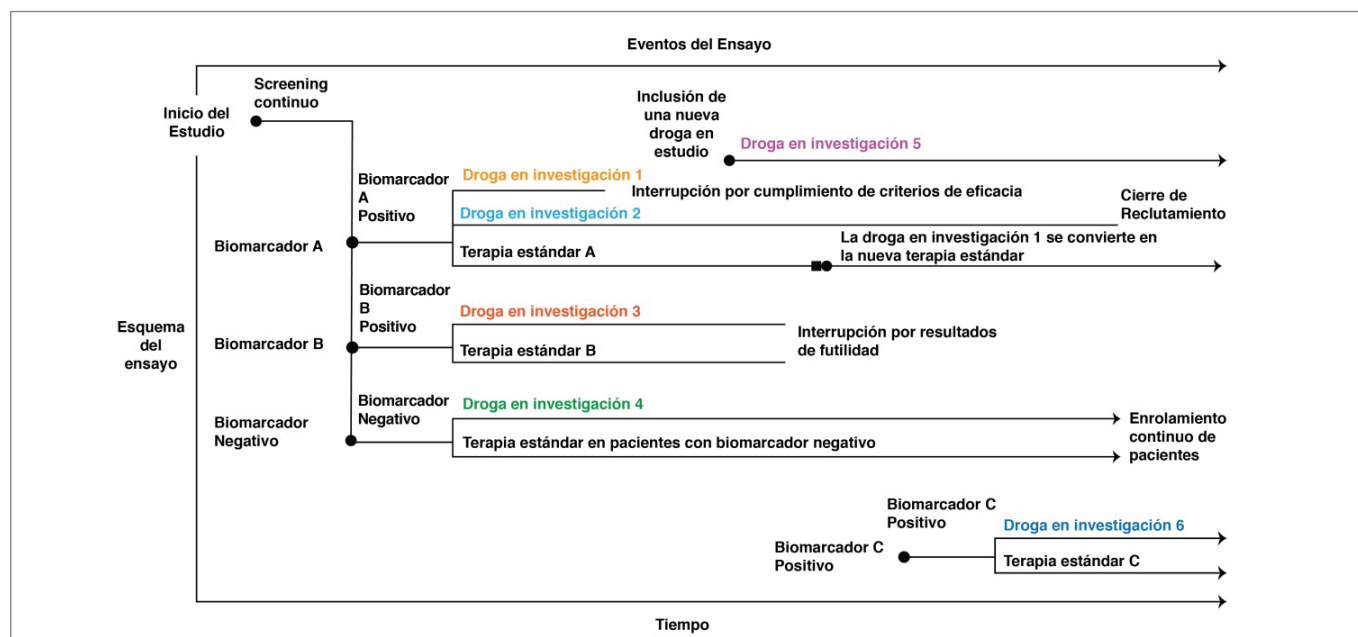 Eventos del Ensayo
Screening
continuo
Inicio del
Estudio
Inclusión de
una nueva
droga en
estudio
Droga en investigación 5
Biomarcador
A
Positivo
Droga en investigación 1
Interrupción por cumplimiento de criterios de eficacia
Droga en investigación 2
Cierre de
Reclutamiento
Biomarcador A
Terapia estándar A
La droga en investigación 1 se convierte en
la nueva terapia estándar
Biomarcador
B
Positivo
Droga en investigación 3
Esquema
del
ensayo
Biomarcador B
Terapia estándar B
Interrupción por resultados
de futilidad
Biomarcador
Negativo
Biomarcador
Negativo
Droga en investigación 4
Terapia estándar en pacientes con biomarcador negativo
Enrolamiento
continuo de
pacientes
Biomarcador C
Positivo
Biomarcador C
Positivo
Droga en investigación 6
Terapia estándar C
Tiempo